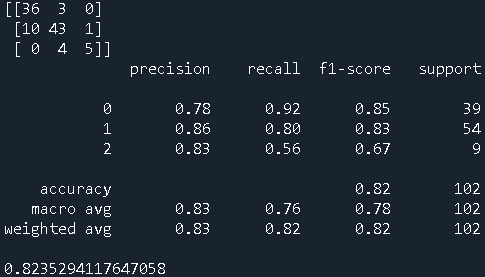 [[36  3  0]
 [10 43  1]
 [ 0  4  5]]
              precision    recall  f1-score   support
           0       0.78      0.92      0.85        39
           1       0.86      0.80      0.83        54
           2       0.83      0.56      0.67         9
    accuracy                           0.82       102
   macro avg       0.83      0.76      0.78       102
weighted avg       0.83      0.82      0.82       102
0.8235294117647058